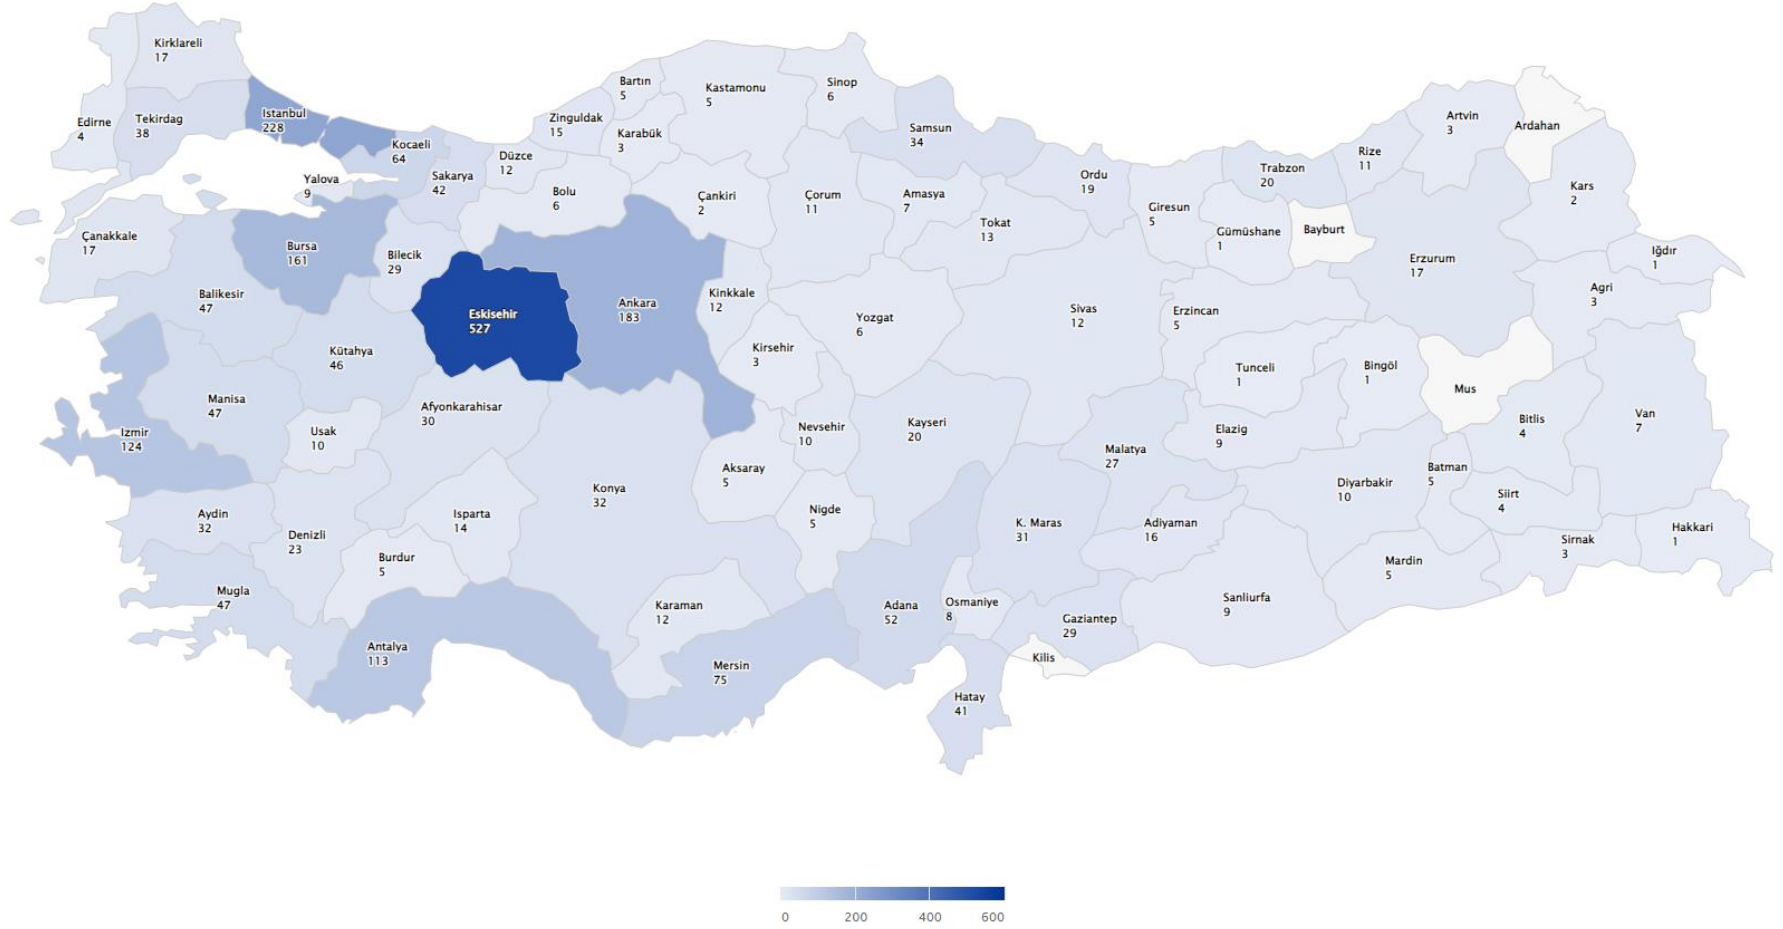 Kirklareli
17
Edirne
4
Tekirdag
38
Istanbul
228
Kocaeli
64
Yalova
9
Sakarya
42
Düzce
12
Bolu
6
Zinguldak
15
Bartın
5
Karabük
3
Kastamonu
5
Sinop
6
Çankiri
2
Çorum
11
Samsun
34
Amasya
7
Tokat
13
Ordu
19
Giresun
5
Gümüshane
1
Trabzon
20
Bayburt
Rize
11
Artvin
3
Ardahan
Kars
2
Iğdır
1
Agri
3
Erzurum
17
Erzincan
5
Sivas
12
Yozgat
6
Kinkkale
12
Kirsehir
3
Ankara
183
Eskisehir
527
Bilecik
29
Bursa
161
Çanakkale
17
Balikesir
47
Kütahya
46
Manisa
47
Izmir
124
Usak
10
Afyonkarahisar
30
Aydin
32
Denizli
23
Mugla
47
Burdur
5
Isparta
14
Antalya
113
Konya
32
Karaman
12
Mersin
75
Aksaray
5
Nevsehir
10
Nigde
5
Kayseri
20
Adana
52
Osmaniye
8
Hatay
41
K. Maras
31
Gaziantep
29
Kilis
Malatya
27
Adiyaman
16
Sanliurfa
9
Elazig
9
Tunceli
1
Bingöl
1
Mus
Bitlis
4
Van
7
Diyarbakir
10
Batman
5
Siirt
4
Mardin
5
Sirnak
3
Hakkari
1
0 200 400 600